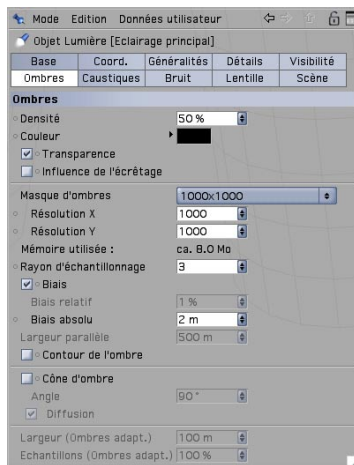 Mode Edition Données utilisateur
Objet Lumière [Eclairage principal]
Base Coord. Généralités Détails Visibilité
Ombres Caustiques Bruit Lentille Scène
Ombres
Densité 50 %
Couleur
Transparence
Influence de l'écrêtage
Masque d'ombres 1000x1000
Résolution X 1000
Résolution Y 1000
Mémoire utilisée : ca. 8.0 Mo
Rayon d'échantillonnage 3
Biais
Biais relatif 1 %
Biais absolu 2 m
Largeur parallèle 500 m
Contour de l'ombre
Cône d'ombre
Angle 90°
Diffusion
Largeur (Ombres adapt.) 100 m
Echantillons (Ombres adapt.) 100 %